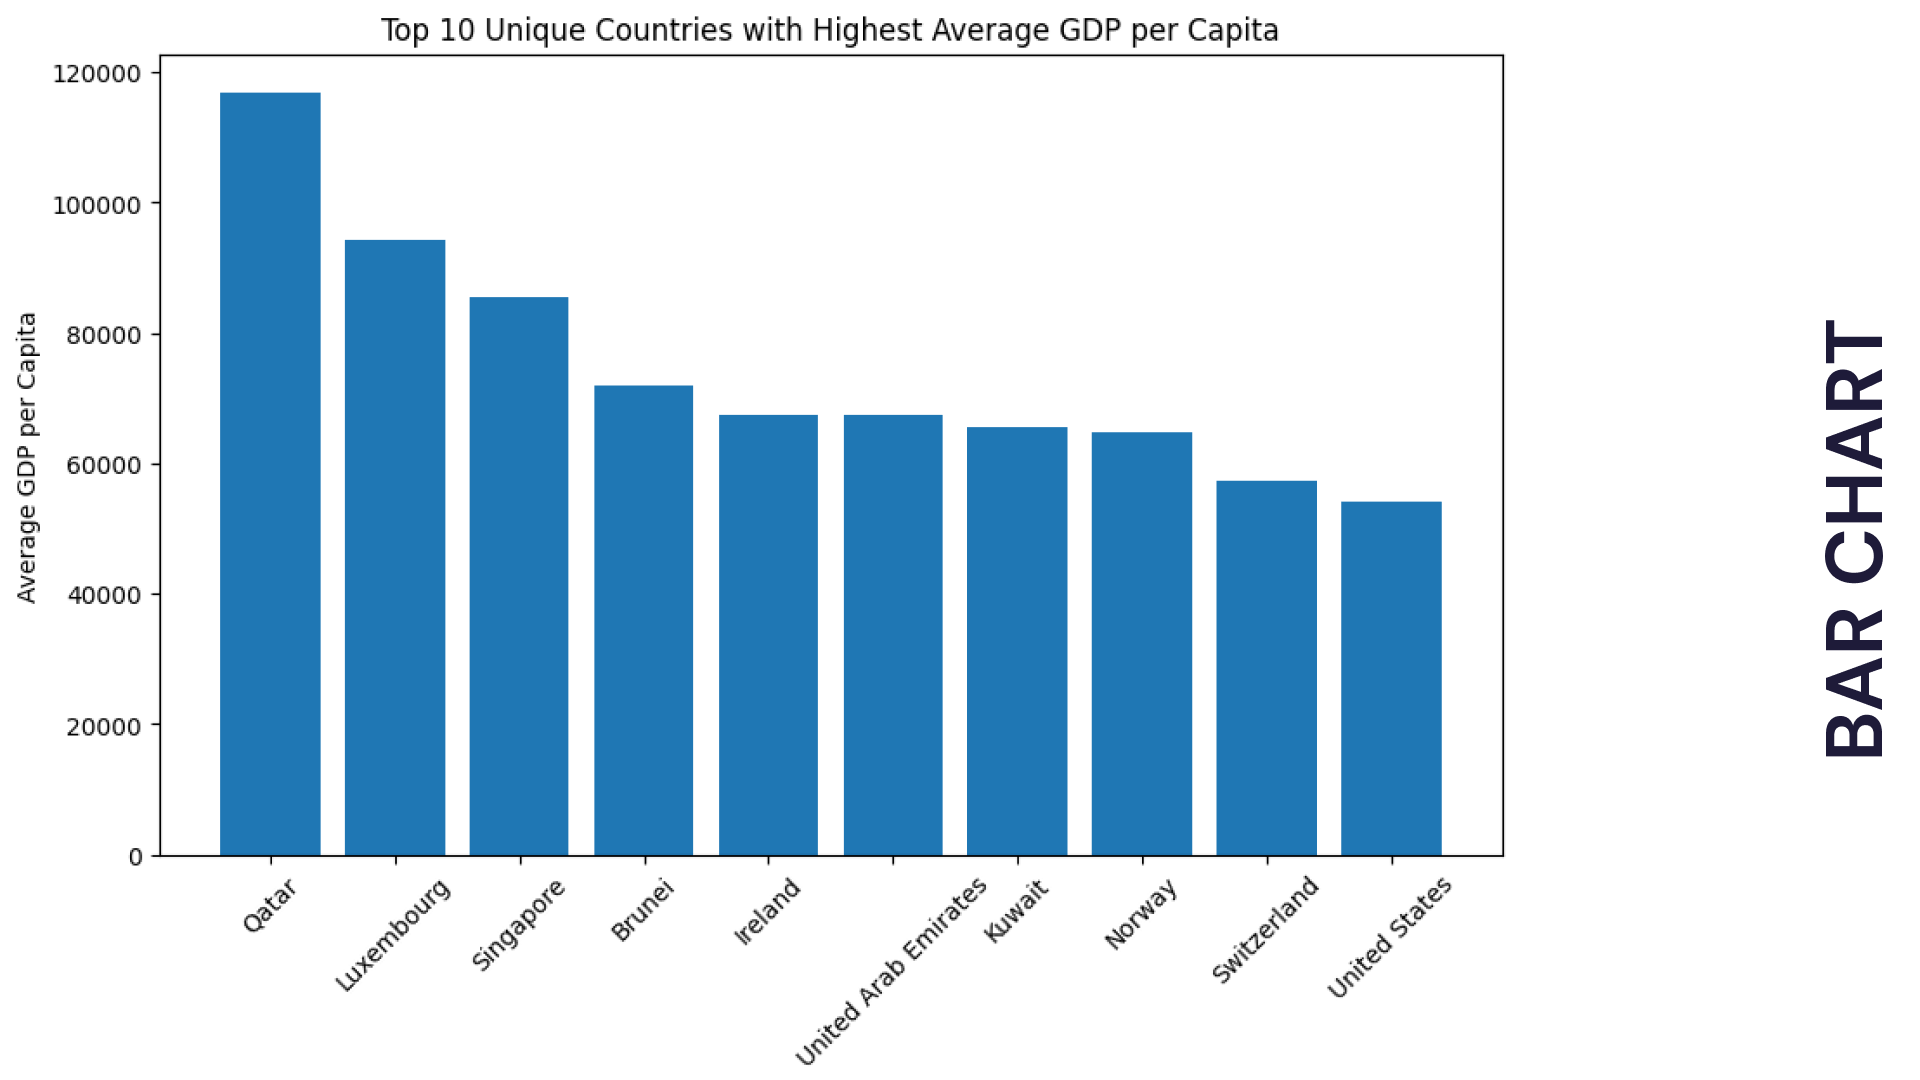 Top 10 Unique Countries with Highest Average GDP per Capita
Average GDP per Capita
120000
100000
80000
60000
40000
20000
0
Qatar
Luxembourg
Singapore
Brunei
Ireland
United Arab Emirates
Kuwait
Norway
Switzerland
United States
BAR CHART